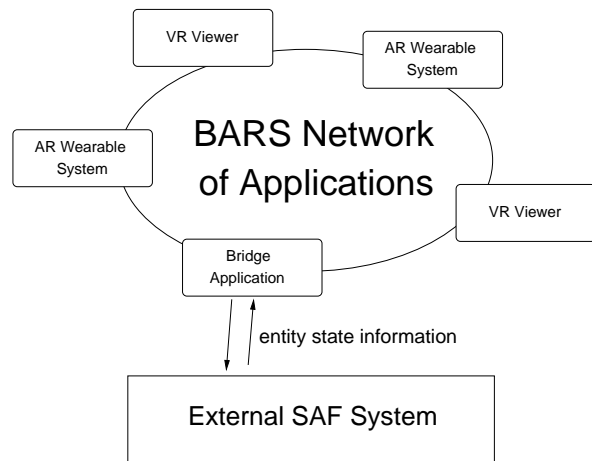 VR Viewer
AR Wearable
System
AR Wearable
System
BARS Network
of Applications
VR Viewer
Bridge
Application
entity state information
External SAF System